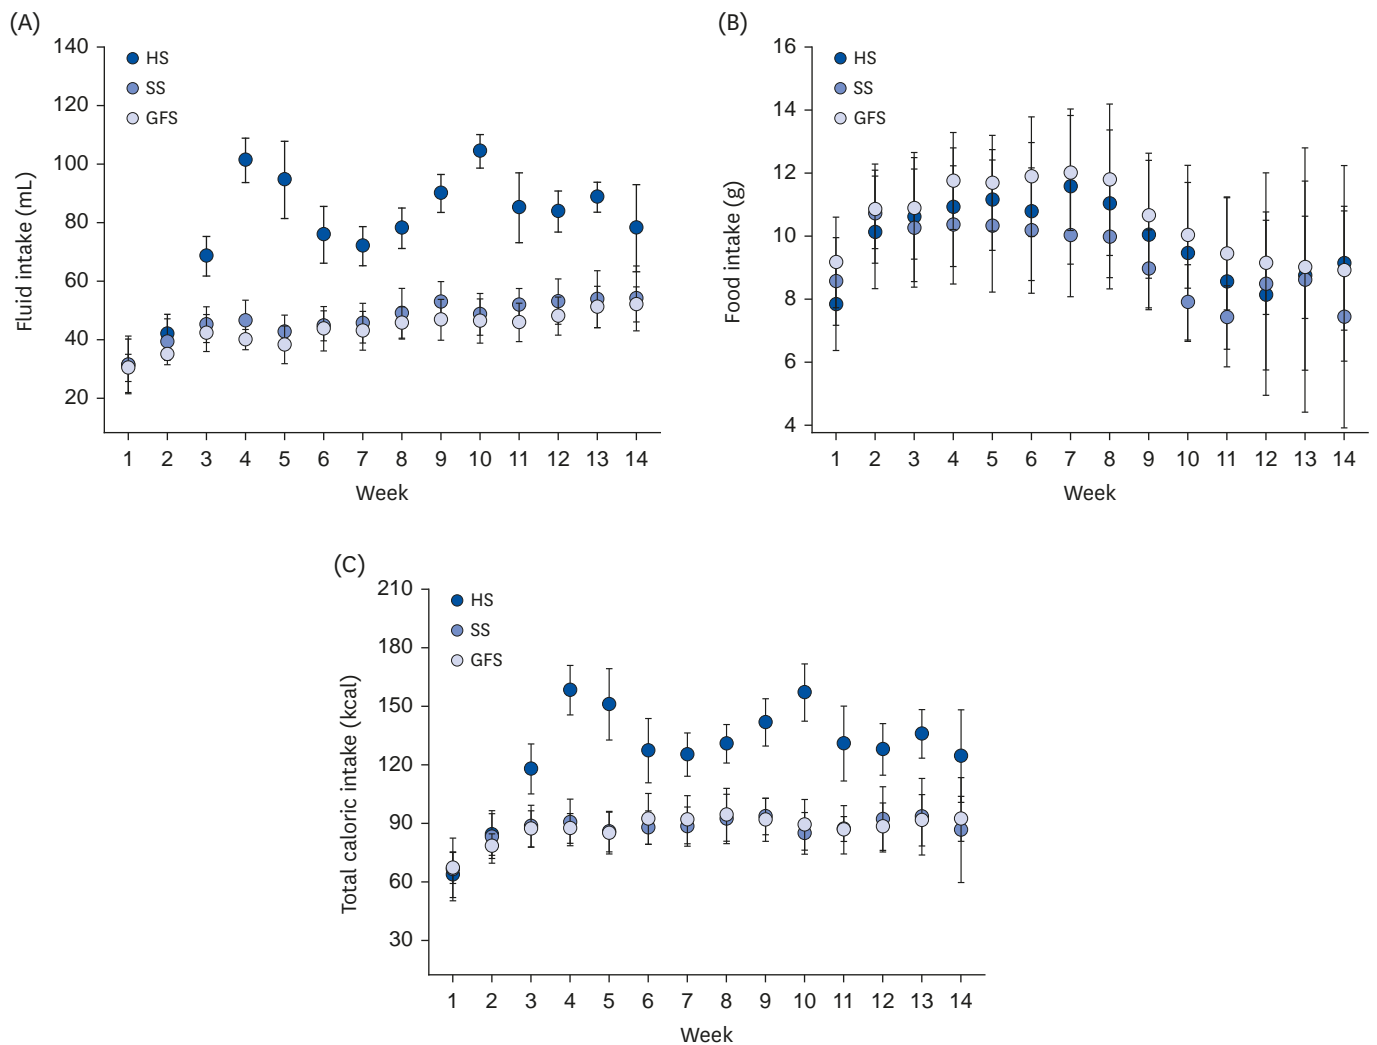 (A)
Fluid intake (mL)
140
120
100
80
60
40
20
HS
SS
GFS
1 2 3 4 5 6 7 8 9 10 11 12 13 14
Week
(B)
Food intake (g)
16
14
12
10
8
6
4
HS
SS
GFS
1 2 3 4 5 6 7 8 9 10 11 12 13 14
Week
(C)
Total caloric intake (kcal)
210
180
150
120
90
60
30
HS
SS
GFS
1 2 3 4 5 6 7 8 9 10 11 12 13 14
Week